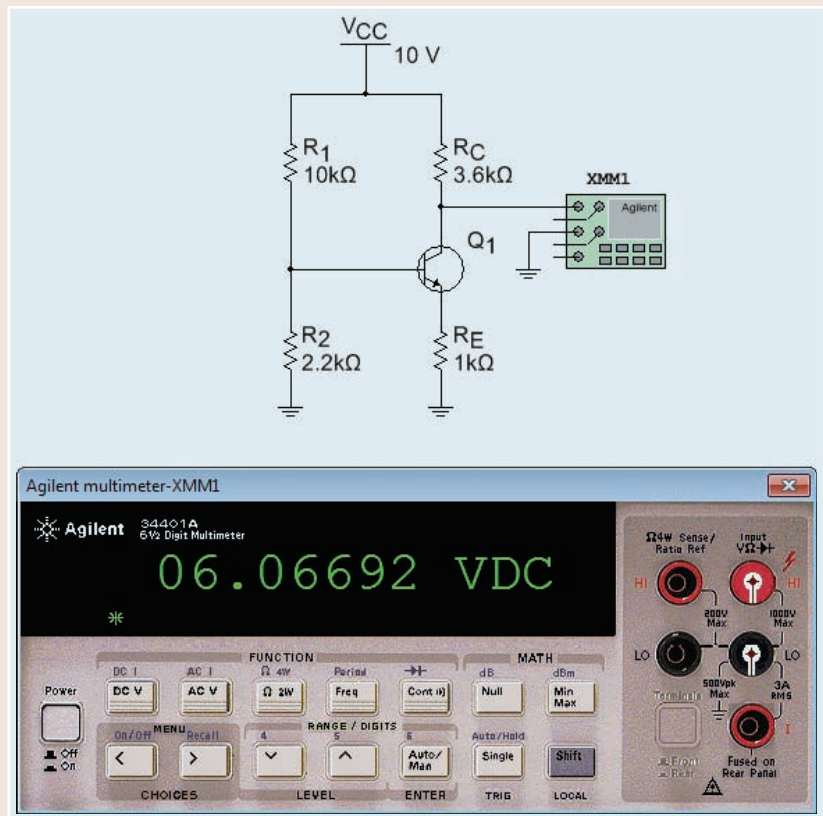 VCC
10 V
R1
10kΩ
RC
3.6kΩ
XMM1
Agilent
Q1
R2
2.2kΩ
RE
1kΩ
Agilent multimeter-XMM1
Agilent 34401A
6½ Digit Multimeter
06.06692 VDC
Ω4W Sense/
Ratio Ref
Input
VΩ
HI
HI
200V
Max
1000V
Max
LO
LO
500Vpk
Max
3A
RMS
Terminals
I
Front
Rear
Fused on
Rear Panal
FUNCTION
MATH
DC I
AC I
Ω 4W
Period
dB
dBm
Power
DC V
AC V
Ω 2W
Freq
Cont
Null
Min
Max
MENU
RANGE / DIGITS
On/Off
Recall
4
5
6
Auto/Hold
Off
On
<
>
Auto/
Man
Single
Shift
CHOICES
LEVEL
ENTER
TRIG
LOCAL